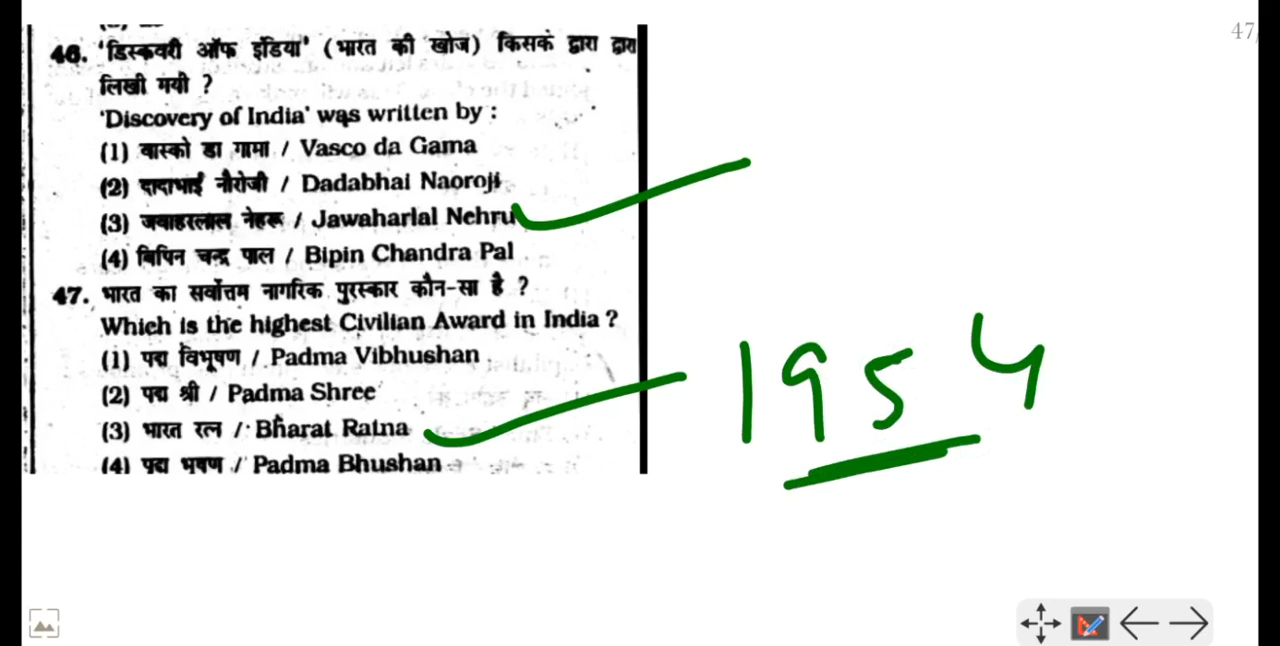 47
46. 'डिस्कवरी ऑफ इंडिया' (भारत की खोज) किसके द्वारा द्वारा
लिखी गयी ?
'Discovery of India' was written by :
(1) वास्को डा गामा / Vasco da Gama
(2) दादाभाई नौरोजी / Dadabhai Naoroji
(3) जवाहरलाल नेहरू / Jawaharlal Nehru
(4) बिपिन चन्द्र पाल / Bipin Chandra Pal
47. भारत का सर्वोत्तम नागरिक पुरस्कार कौन-सा है ?
Which is the highest Civilian Award in India ?
(1) पद्म विभूषण / Padma Vibhushan
(2) पद्म श्री / Padma Shree
(3) भारत रत्न / Bharat Ratna
(4) पद्म भूषण / Padma Bhushan
1954